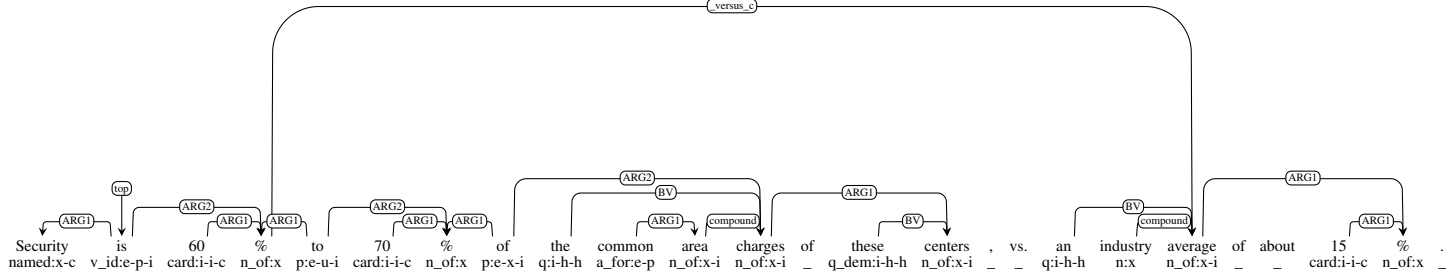 _versus_c
ARG2 ARG1
top BV
ARG2 ARG2 BV
ARG1 ARG1 ARG1 ARG1 ARG1 ARG1 compound BV compound ARG1
Security is 60 % to 70 % of the common area charges of these centers , vs. an industry average of about 15 % .
named:x-c v_id:e-p-i card:i-i-c n_of:x p:e-u-i card:i-i-c n_of:x p:e-x-i q:i-h-h a_for:e-p n_of:x-i n_of:x-i _ q_dem:i-h-h n_of:x-i _ _ q:i-h-h n:x n_of:x-i _ _ card:i-i-c n_of:x _